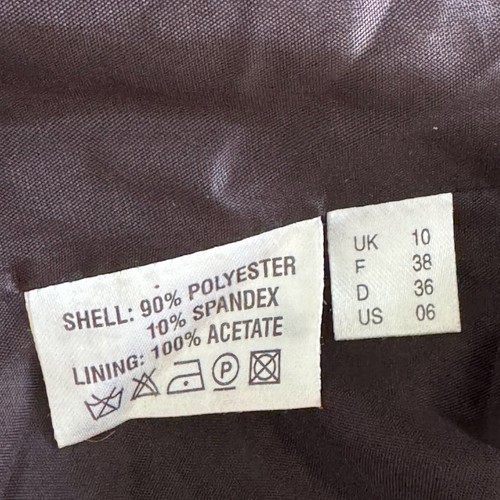 SHELL: 90% POLYESTER
10% SPANDEX
LINING: 100% ACETATE
P
UK 10
F 38
D 36
US 06